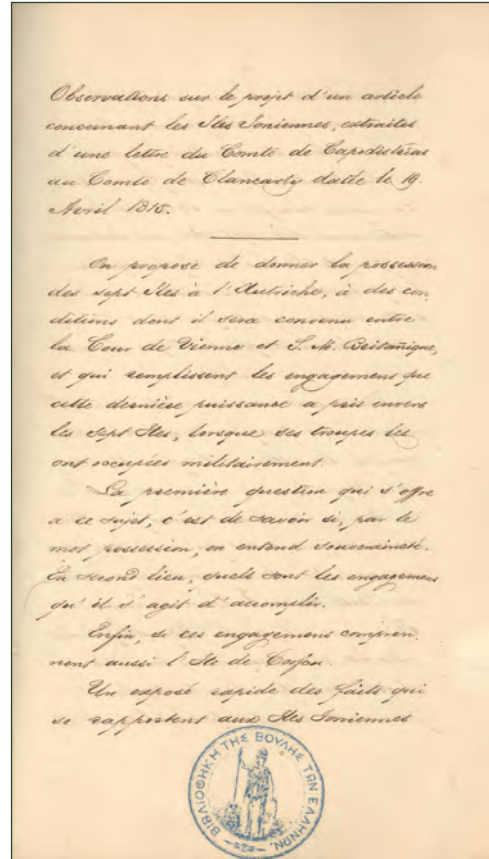 Observations sur le projet d'un article
concernant les Iles Ioniennes, extraites
d'une lettre du Comte de Capodistrias
au Comte de Clancarty datée le 19.
Avril 1815.
On propose de donner la possession
des sept Iles à l'Autriche, à des con-
ditions dont il sera convenu entre
la Cour de Vienne et S. M. Britannique,
et qui remplissent les engagemens que
cette dernière puissance a pris envers
les Sept Iles, lorsque ses troupes les
ont occupées militairement.
La première question qui s'offre
à ce sujet, c'est de savoir si, par le
mot possession, on entend souveraineté.
En second lieu, quels sont les engagemens
qu'il s'agit d'accomplir.
Enfin, si ces engagemens compren-
nent aussi l'Ile de Corfou.
Un exposé rapide des faits qui
se rapportent aux Iles Ioniennes
ΒΙΒΛΙΟΘΗΚΗ ΤΗΣ ΒΟΥΛΗΣ ΤΩΝ ΕΛΛΗΝΩΝ.